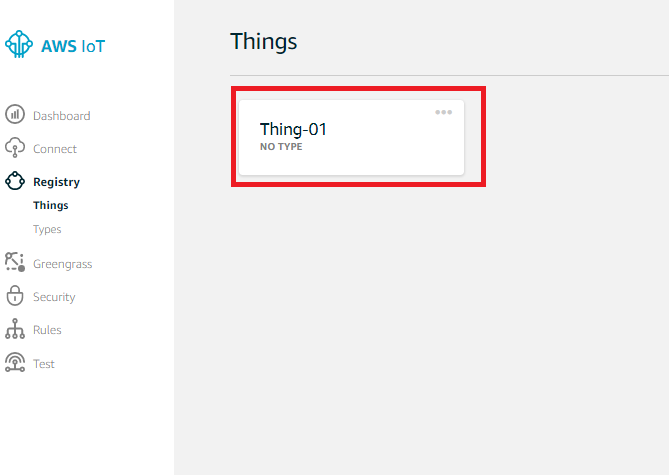 AWS IoT
Dashboard
Connect
Registry
Things
Types
Greengrass
Security
Rules
Test
Things
Thing-01
NO TYPE